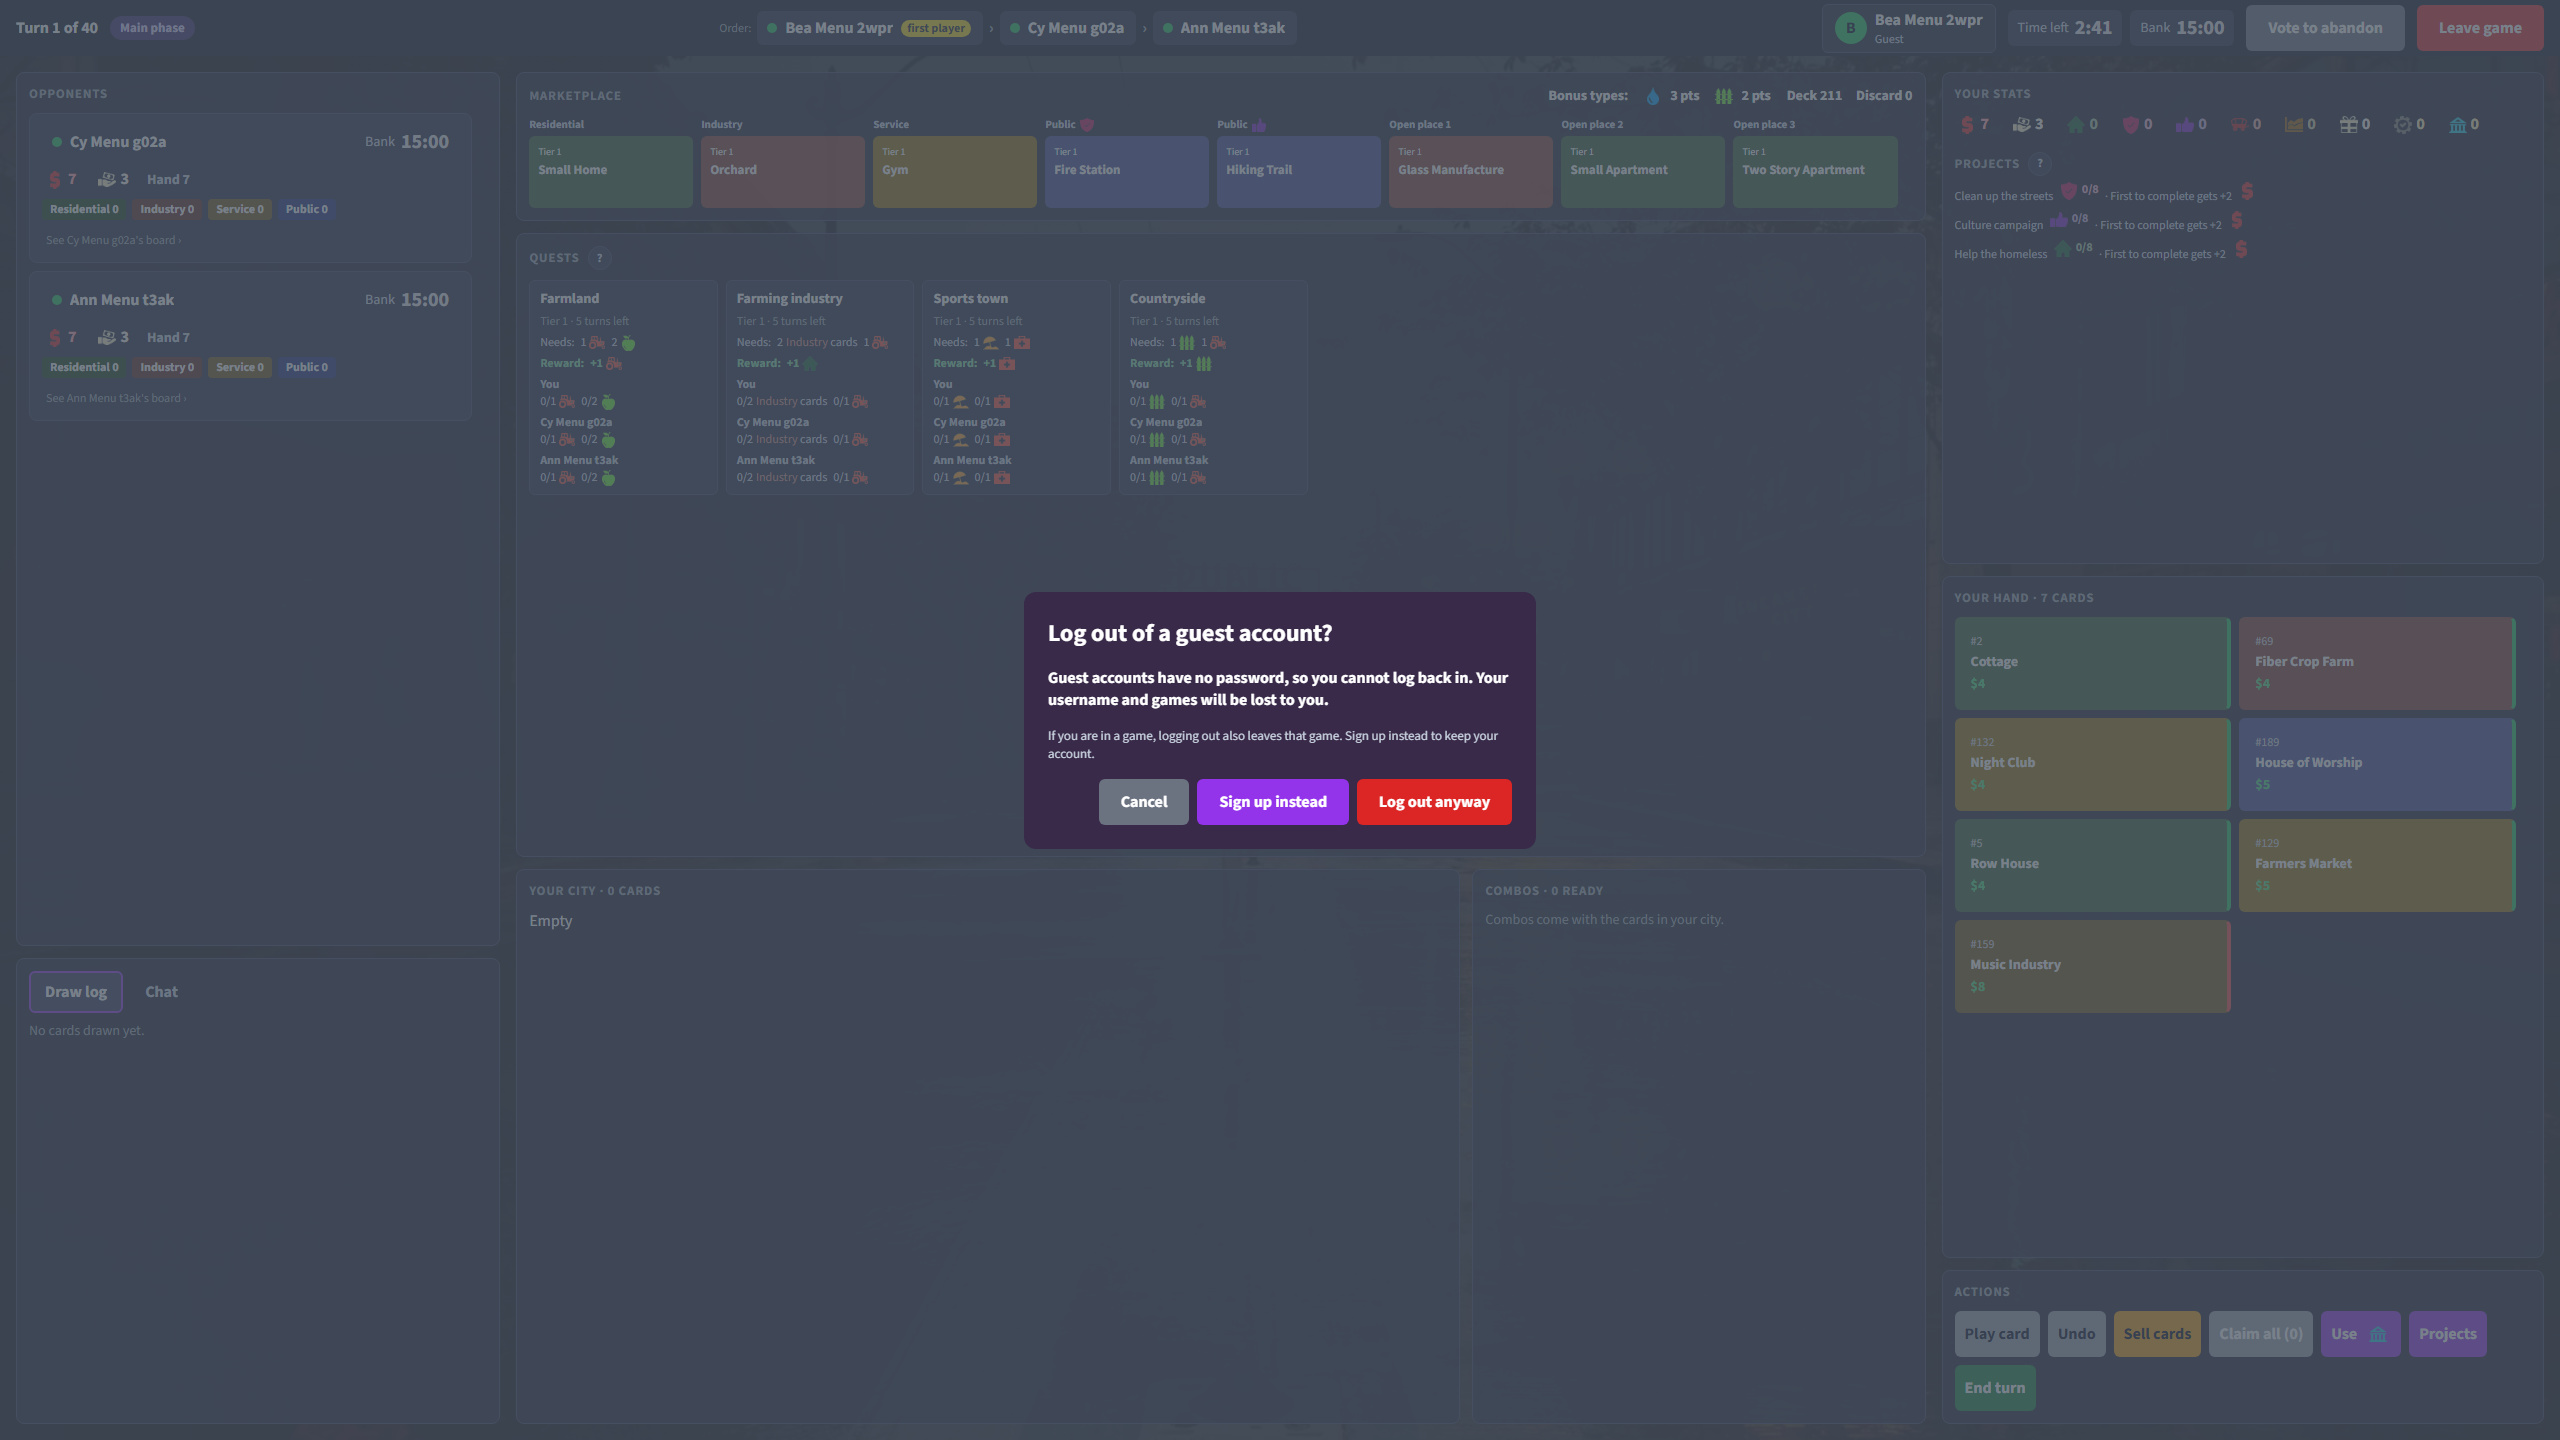 Turn 1 of 40 Main phase
Order: Bea Menu 2wpr first player › Cy Menu g02a › Ann Menu t3ak
B Bea Menu 2wpr
Guest
Time left 2:41 Bank 15:00 Vote to abandon Leave game
OPPONENTS
Cy Menu g02a Bank 15:00
7 3 Hand 7
Residential 0 Industry 0 Service 0 Public 0
See Cy Menu g02a's board ›
Ann Menu t3ak Bank 15:00
7 3 Hand 7
Residential 0 Industry 0 Service 0 Public 0
See Ann Menu t3ak's board ›
Draw log Chat
No cards drawn yet.
MARKETPLACE Bonus types: 3 pts 2 pts Deck 211 Discard 0
Residential Industry Service Public Public Open place 1 Open place 2 Open place 3
Tier 1 Tier 1 Tier 1 Tier 1 Tier 1 Tier 1 Tier 1 Tier 1
Small Home Orchard Gym Fire Station Hiking Trail Glass Manufacture Small Apartment Two Story Apartment
QUESTS ?
Farmland
Tier 1 · 5 turns left
Needs: 1 2
Reward: +1
You
0/1 0/2
Cy Menu g02a
0/1 0/2
Ann Menu t3ak
0/1 0/2
Farming industry
Tier 1 · 5 turns left
Needs: 2 Industry cards 1
Reward: +1
You
0/2 Industry cards 0/1
Cy Menu g02a
0/2 Industry cards 0/1
Ann Menu t3ak
0/2 Industry cards 0/1
Sports town
Tier 1 · 5 turns left
Needs: 1 1
Reward: +1
You
0/1 0/1
Cy Menu g02a
0/1 0/1
Ann Menu t3ak
0/1 0/1
Countryside
Tier 1 · 5 turns left
Needs: 1 1
Reward: +1
You
0/1 0/1
Cy Menu g02a
0/1 0/1
Ann Menu t3ak
0/1 0/1
Log out of a guest account?
Guest accounts have no password, so you cannot log back in. Your
username and games will be lost to you.
If you are in a game, logging out also leaves that game. Sign up instead to keep your
account.
Cancel Sign up instead Log out anyway
YOUR CITY · 0 CARDS
Empty
COMBOS · 0 READY
Combos come with the cards in your city.
YOUR STATS
$ 7 3 0 0 0 0 0 0 0 0
PROJECTS ?
Clean up the streets 0/8 · First to complete gets +2 $
Culture campaign 0/8 · First to complete gets +2 $
Help the homeless 0/8 · First to complete gets +2 $
YOUR HAND · 7 CARDS
#2
Cottage
$4
#69
Fiber Crop Farm
$4
#132
Night Club
$4
#189
House of Worship
$5
#5
Row House
$4
#129
Farmers Market
$5
#159
Music Industry
$8
ACTIONS
Play card Undo Sell cards Claim all (0) Use Projects
End turn